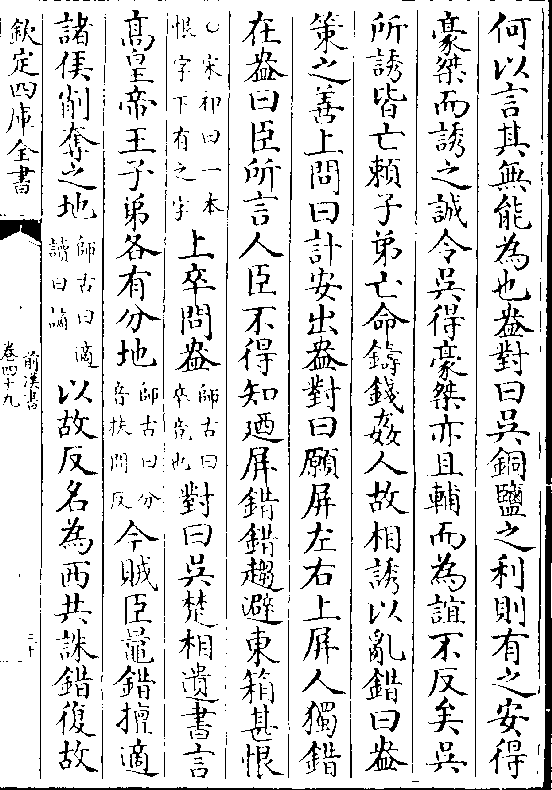 何以言其無能為也盎對曰吳銅鹽之利則有之安得
豪桀而誘之誠令吳得豪桀亦且輔而為誼不反矣吳
所誘皆亡賴子弟亡命鑄錢姦人故相誘以亂錯曰盎
策之善上問曰計安出盎對曰願屏左右上屏人獨錯
在盎曰臣所言人臣不得知廼屏錯錯趨避東箱甚恨
○宋祁曰一本恨字下有之字上卒問盎師古曰卒竟也對曰吳楚相遺書言
髙皇帝王子弟各有分地師古曰分音扶問反今賊臣鼂錯擅適
諸侯削奪之地師古曰適讀曰謫以故反名為西共誅錯復故
欽定四庫全書
前漢書
卷四十九
二十